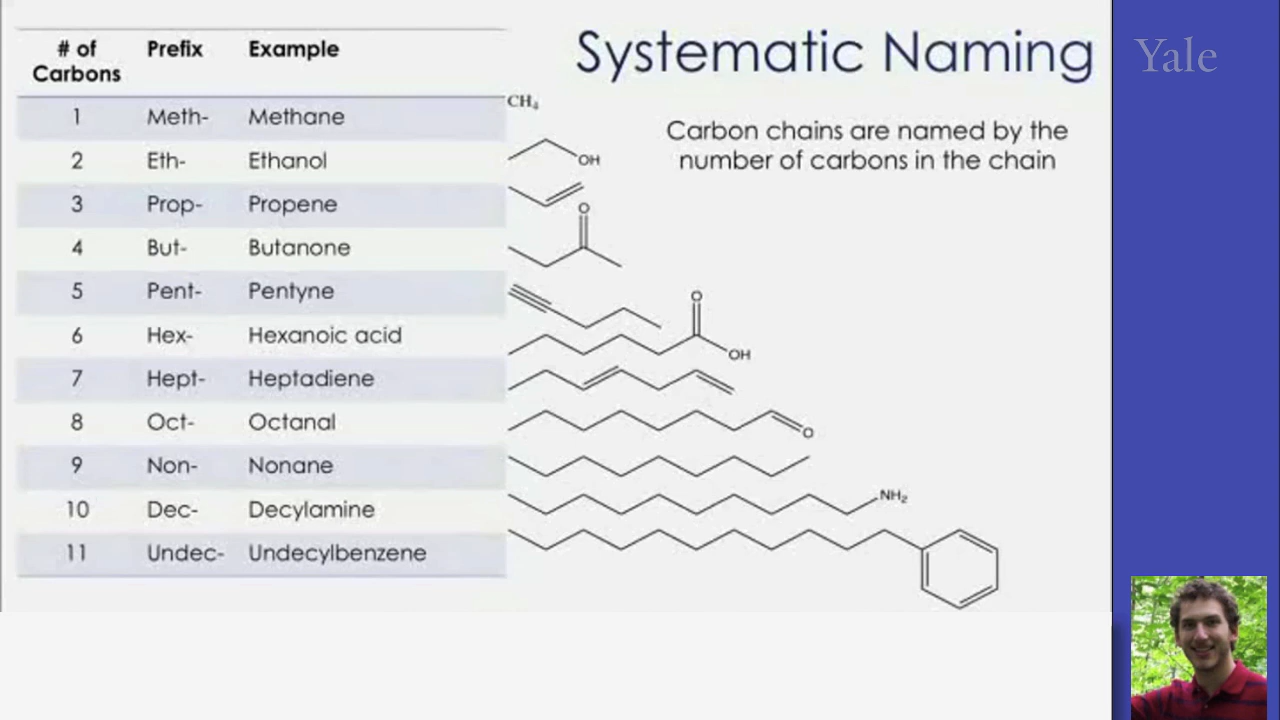 Systematic Naming
Yale
Carbon chains are named by the
number of carbons in the chain
# of Carbons Prefix Example
1 Meth- Methane CH₄
2 Eth- Ethanol OH
3 Prop- Propene
4 But- Butanone O
5 Pent- Pentyne
6 Hex- Hexanoic acid O OH
7 Hept- Heptadiene
8 Oct- Octanal O
9 Non- Nonane
10 Dec- Decylamine NH₂
11 Undec- Undecylbenzene